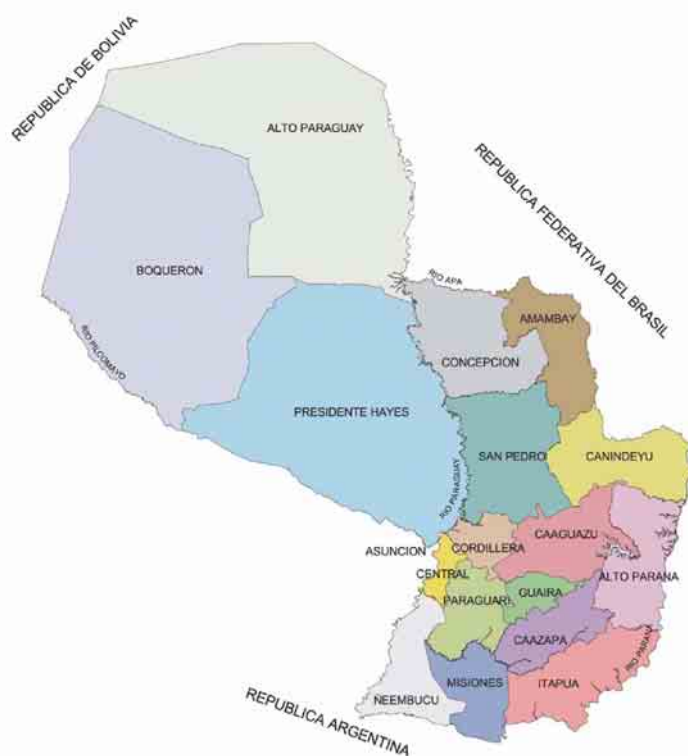 REPUBLICA DE BOLIVIA
ALTO PARAGUAY
REPUBLICA FEDERATIVA DEL BRASIL
BOQUERON
RIO APA
AMAMBAY
RIO PILCOMAYO
CONCEPCION
PRESIDENTE HAYES
SAN PEDRO
CANINDEYU
RIO PARAGUAY
ASUNCION
CORDILLERA
CAAGUAZU
CENTRAL
ALTO PARANA
PARAGUARI
GUAIRA
CAAZAPA
RIO PARANA
MISIONES
ITAPUA
ÑEEMBUCU
REPUBLICA ARGENTINA